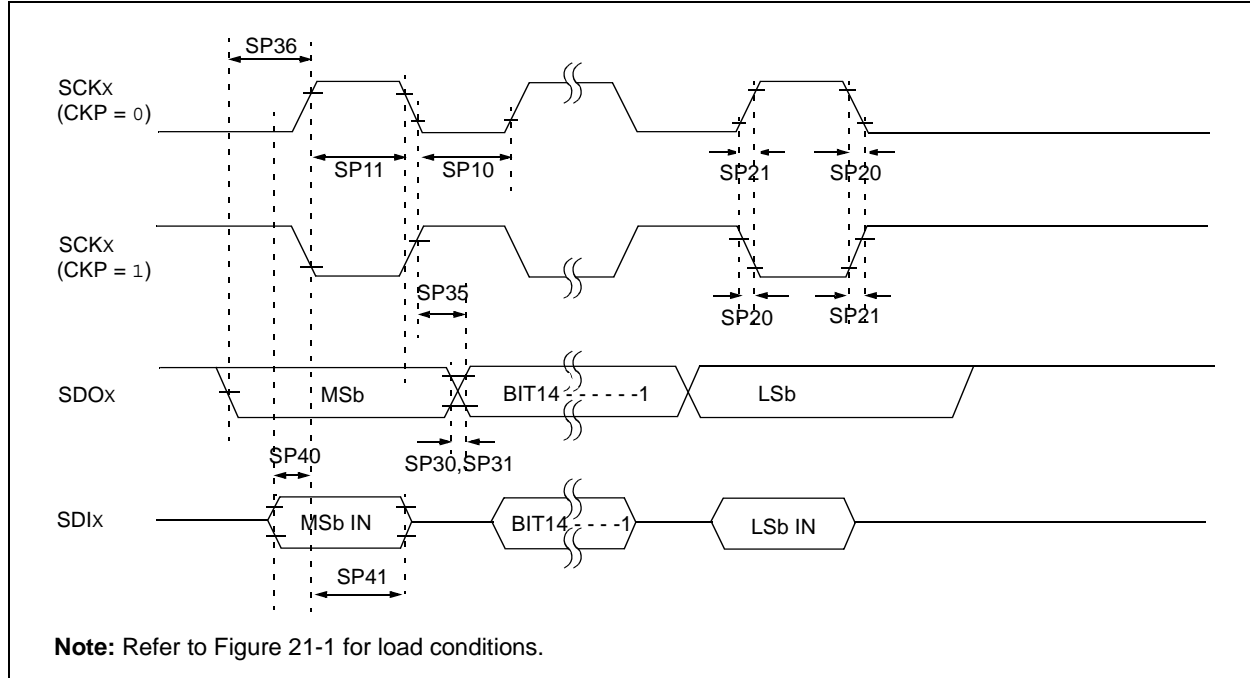 SP36
SCKX
(CKP = 0)
SP11
SP10
SP21
SP20
SCKX
(CKP = 1)
SP35
SP20
SP21
SDOX
MSb
BIT14 - - - - - -1
LSb
SP40
SP30,SP31
SDIX
MSb IN
BIT14 - - - - -1
LSb IN
SP41
Note: Refer to Figure 21-1 for load conditions.